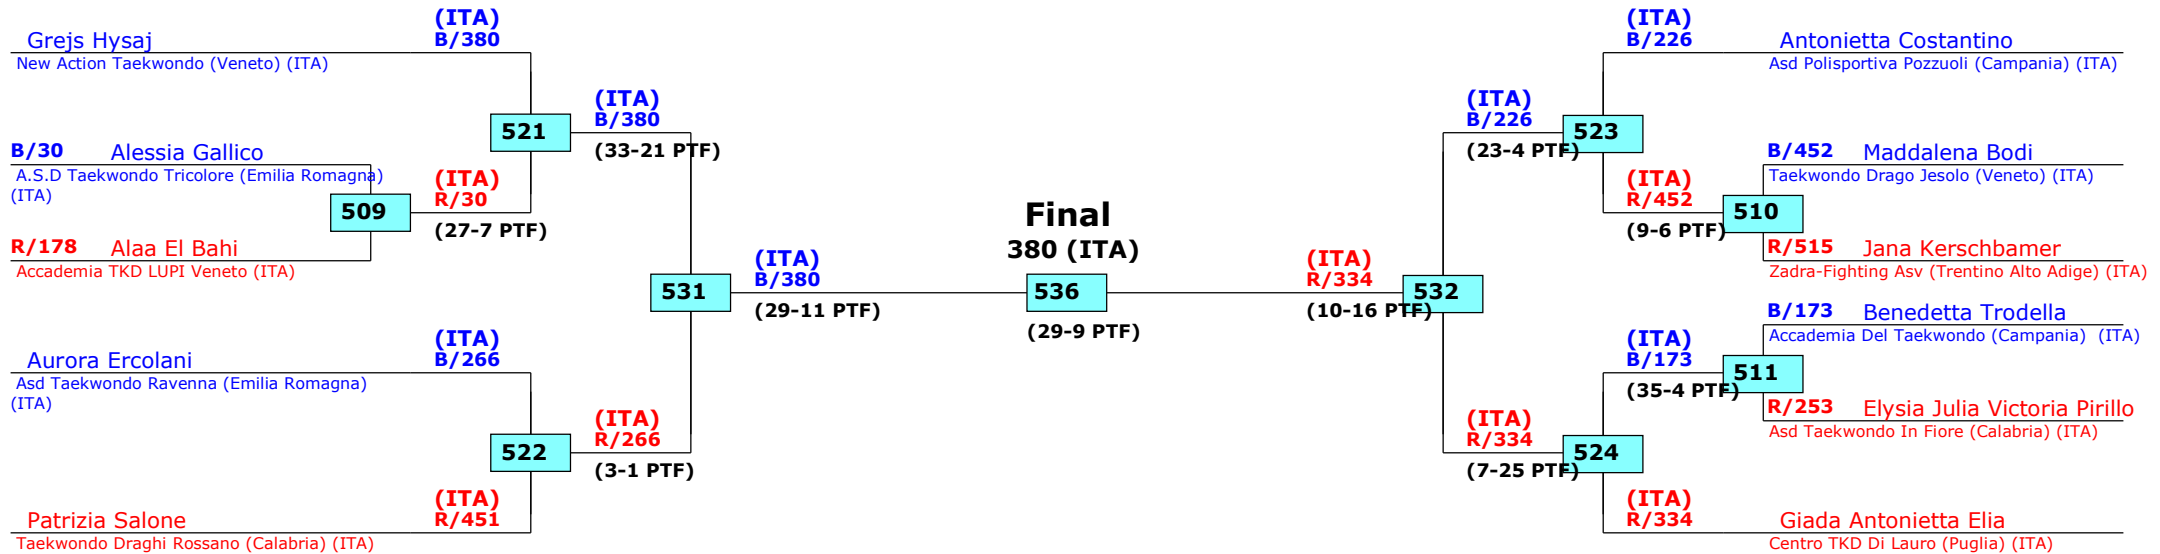 (ITA)
Grejs Hysaj B/380
New Action Taekwondo (Veneto) (ITA)
(ITA)
521 B/380
(33-21 PTF)
B/30 Alessia Gallico
A.S.D Taekwondo Tricolore (Emilia Romagna)
(ITA)
(ITA)
509 R/30
(27-7 PTF)
R/178 Alaa El Bahi
Accademia TKD LUPI Veneto (ITA)
(ITA)
531 B/380
(29-11 PTF)
(ITA)
Aurora Ercolani B/266
Asd Taekwondo Ravenna (Emilia Romagna)
(ITA)
(ITA)
522 R/266
(3-1 PTF)
(ITA)
Patrizia Salone R/451
Taekwondo Draghi Rossano (Calabria) (ITA)
Final
380 (ITA)
536
(29-9 PTF)
(ITA)
B/226 Antonietta Costantino
Asd Polisportiva Pozzuoli (Campania) (ITA)
(ITA)
B/226 523
(23-4 PTF)
B/452 Maddalena Bodi
Taekwondo Drago Jesolo (Veneto) (ITA)
(ITA)
R/452 510
(9-6 PTF)
R/515 Jana Kerschbamer
Zadra-Fighting Asv (Trentino Alto Adige) (ITA)
(ITA)
R/334 532
(10-16 PTF)
B/173 Benedetta Trodella
Accademia Del Taekwondo (Campania) (ITA)
(ITA)
B/173 511
(35-4 PTF)
R/253 Elysia Julia Victoria Pirillo
Asd Taekwondo In Fiore (Calabria) (ITA)
(ITA)
R/334 524
(7-25 PTF)
(ITA)
R/334 Giada Antonietta Elia
Centro TKD Di Lauro (Puglia) (ITA)